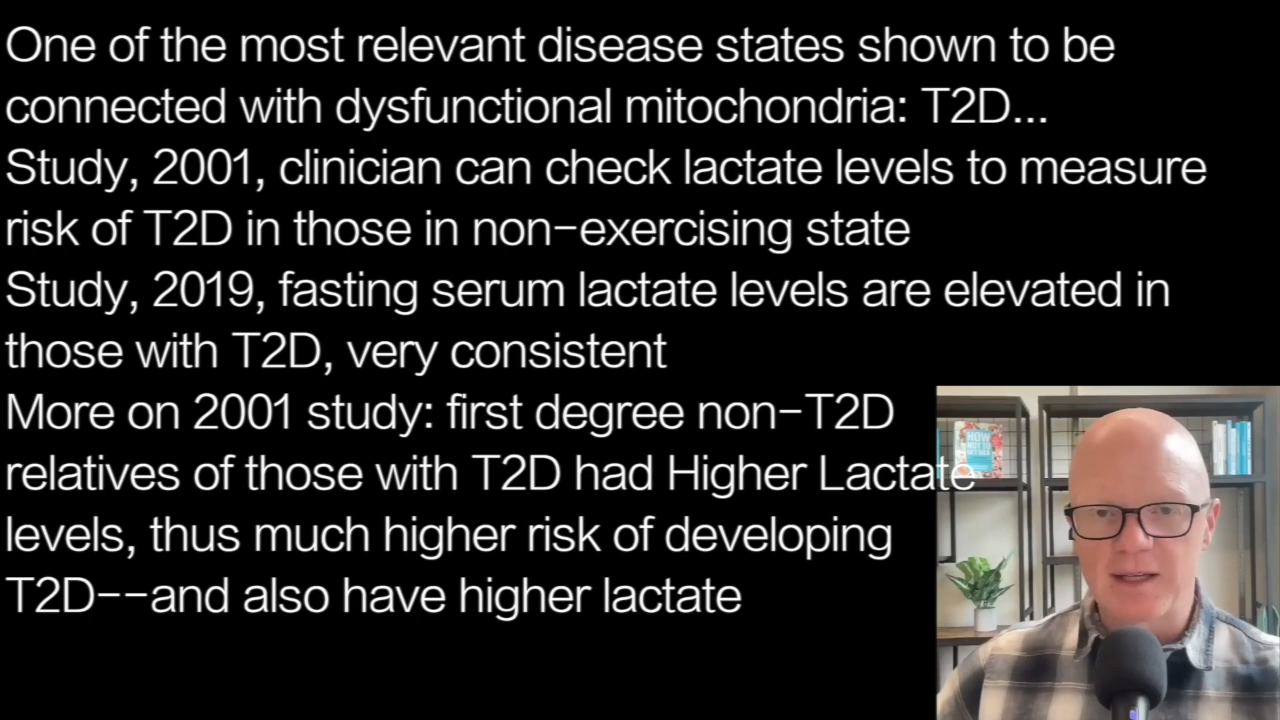 One of the most relevant disease states shown to be
connected with dysfunctional mitochondria: T2D...
Study, 2001, clinician can check lactate levels to measure
risk of T2D in those in non-exercising state
Study, 2019, fasting serum lactate levels are elevated in
those with T2D, very consistent
More on 2001 study: first degree non-T2D
relatives of those with T2D had Higher Lactate
levels, thus much higher risk of developing
T2D--and also have higher lactate
HOW
NOT TO